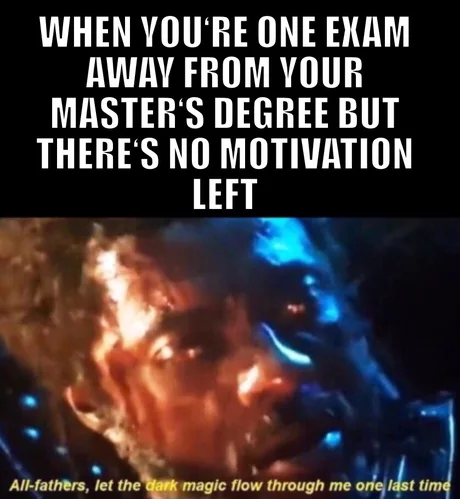 WHEN YOU'RE ONE EXAM
AWAY FROM YOUR
MASTER'S DEGREE BUT
THERE'S NO MOTIVATION
LEFT
All-fathers, let the dark magic flow through me one last time